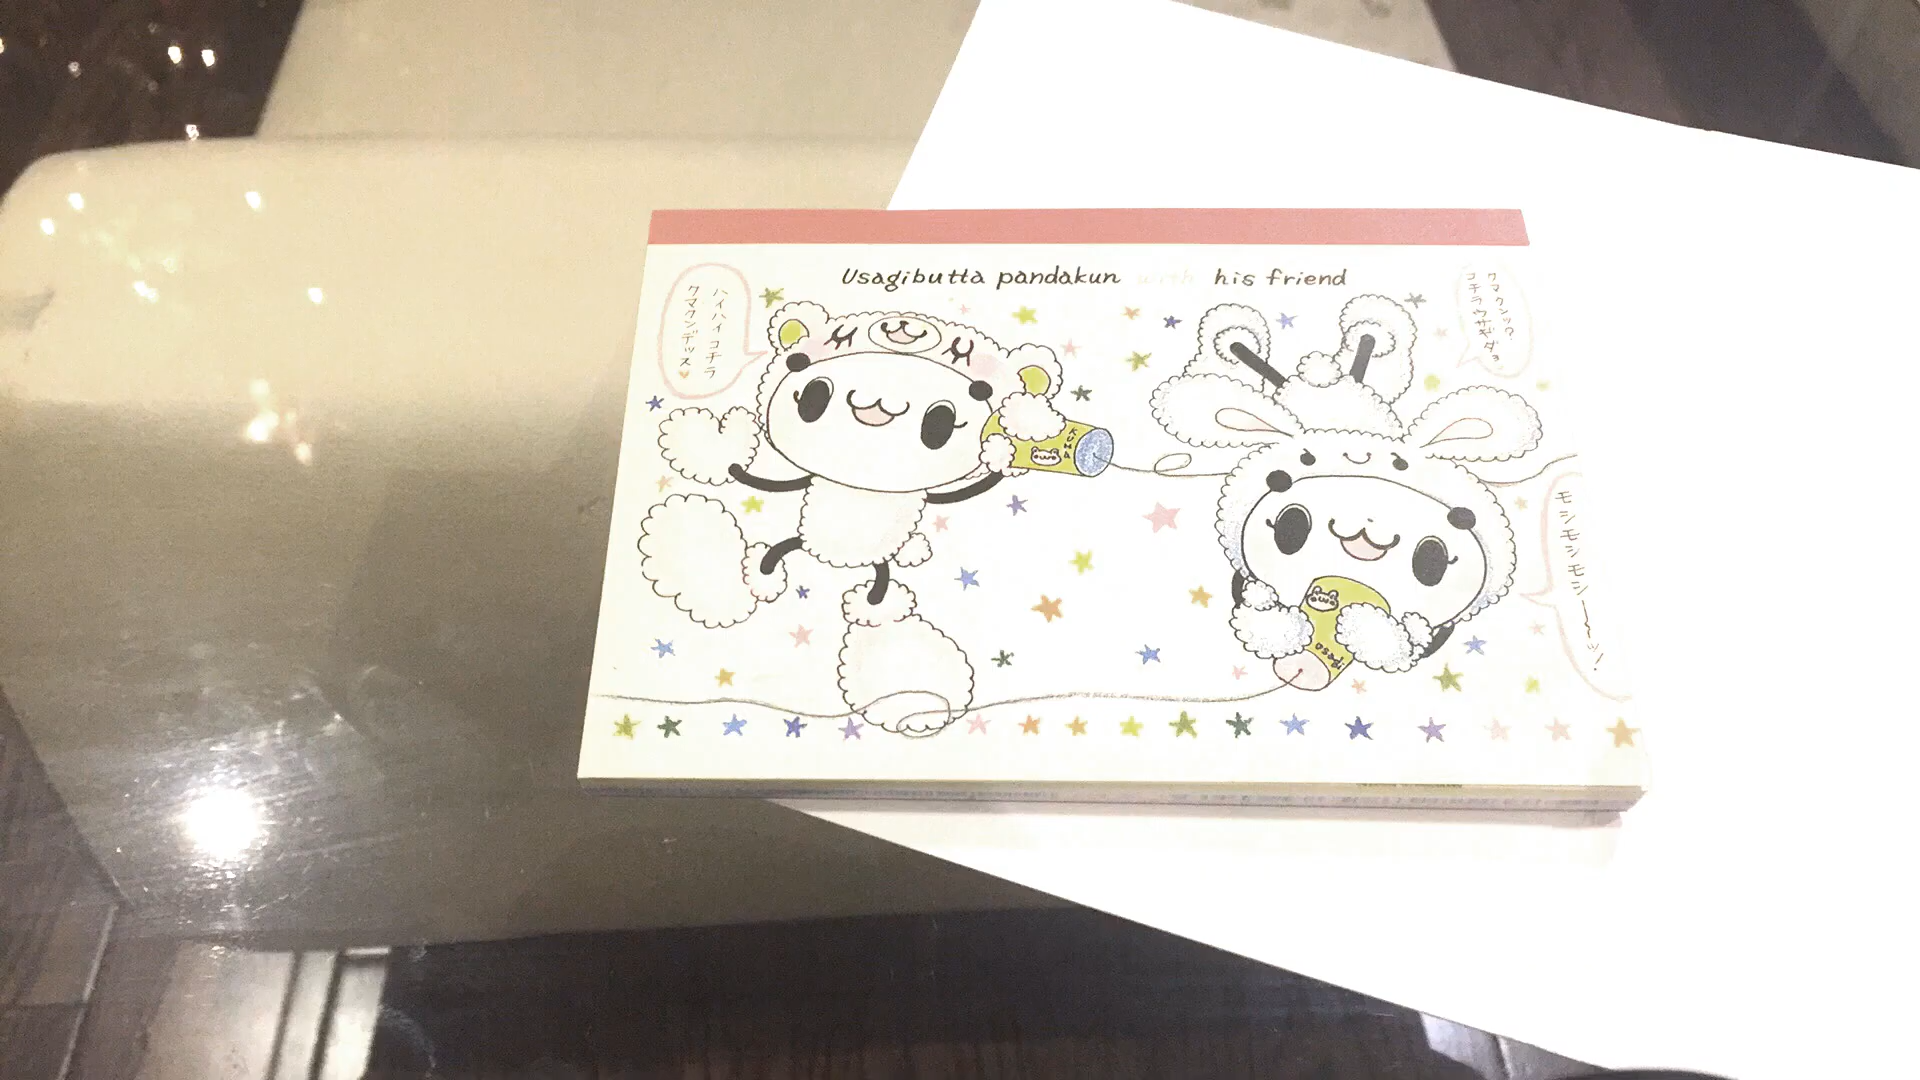 Usagibutta pandakun with his friend
ハイハイコチラ
クマクンデッス
クマクンッ?
コチラウサギダョ
KUMA
usagi
モシモシモシ〜ッ!